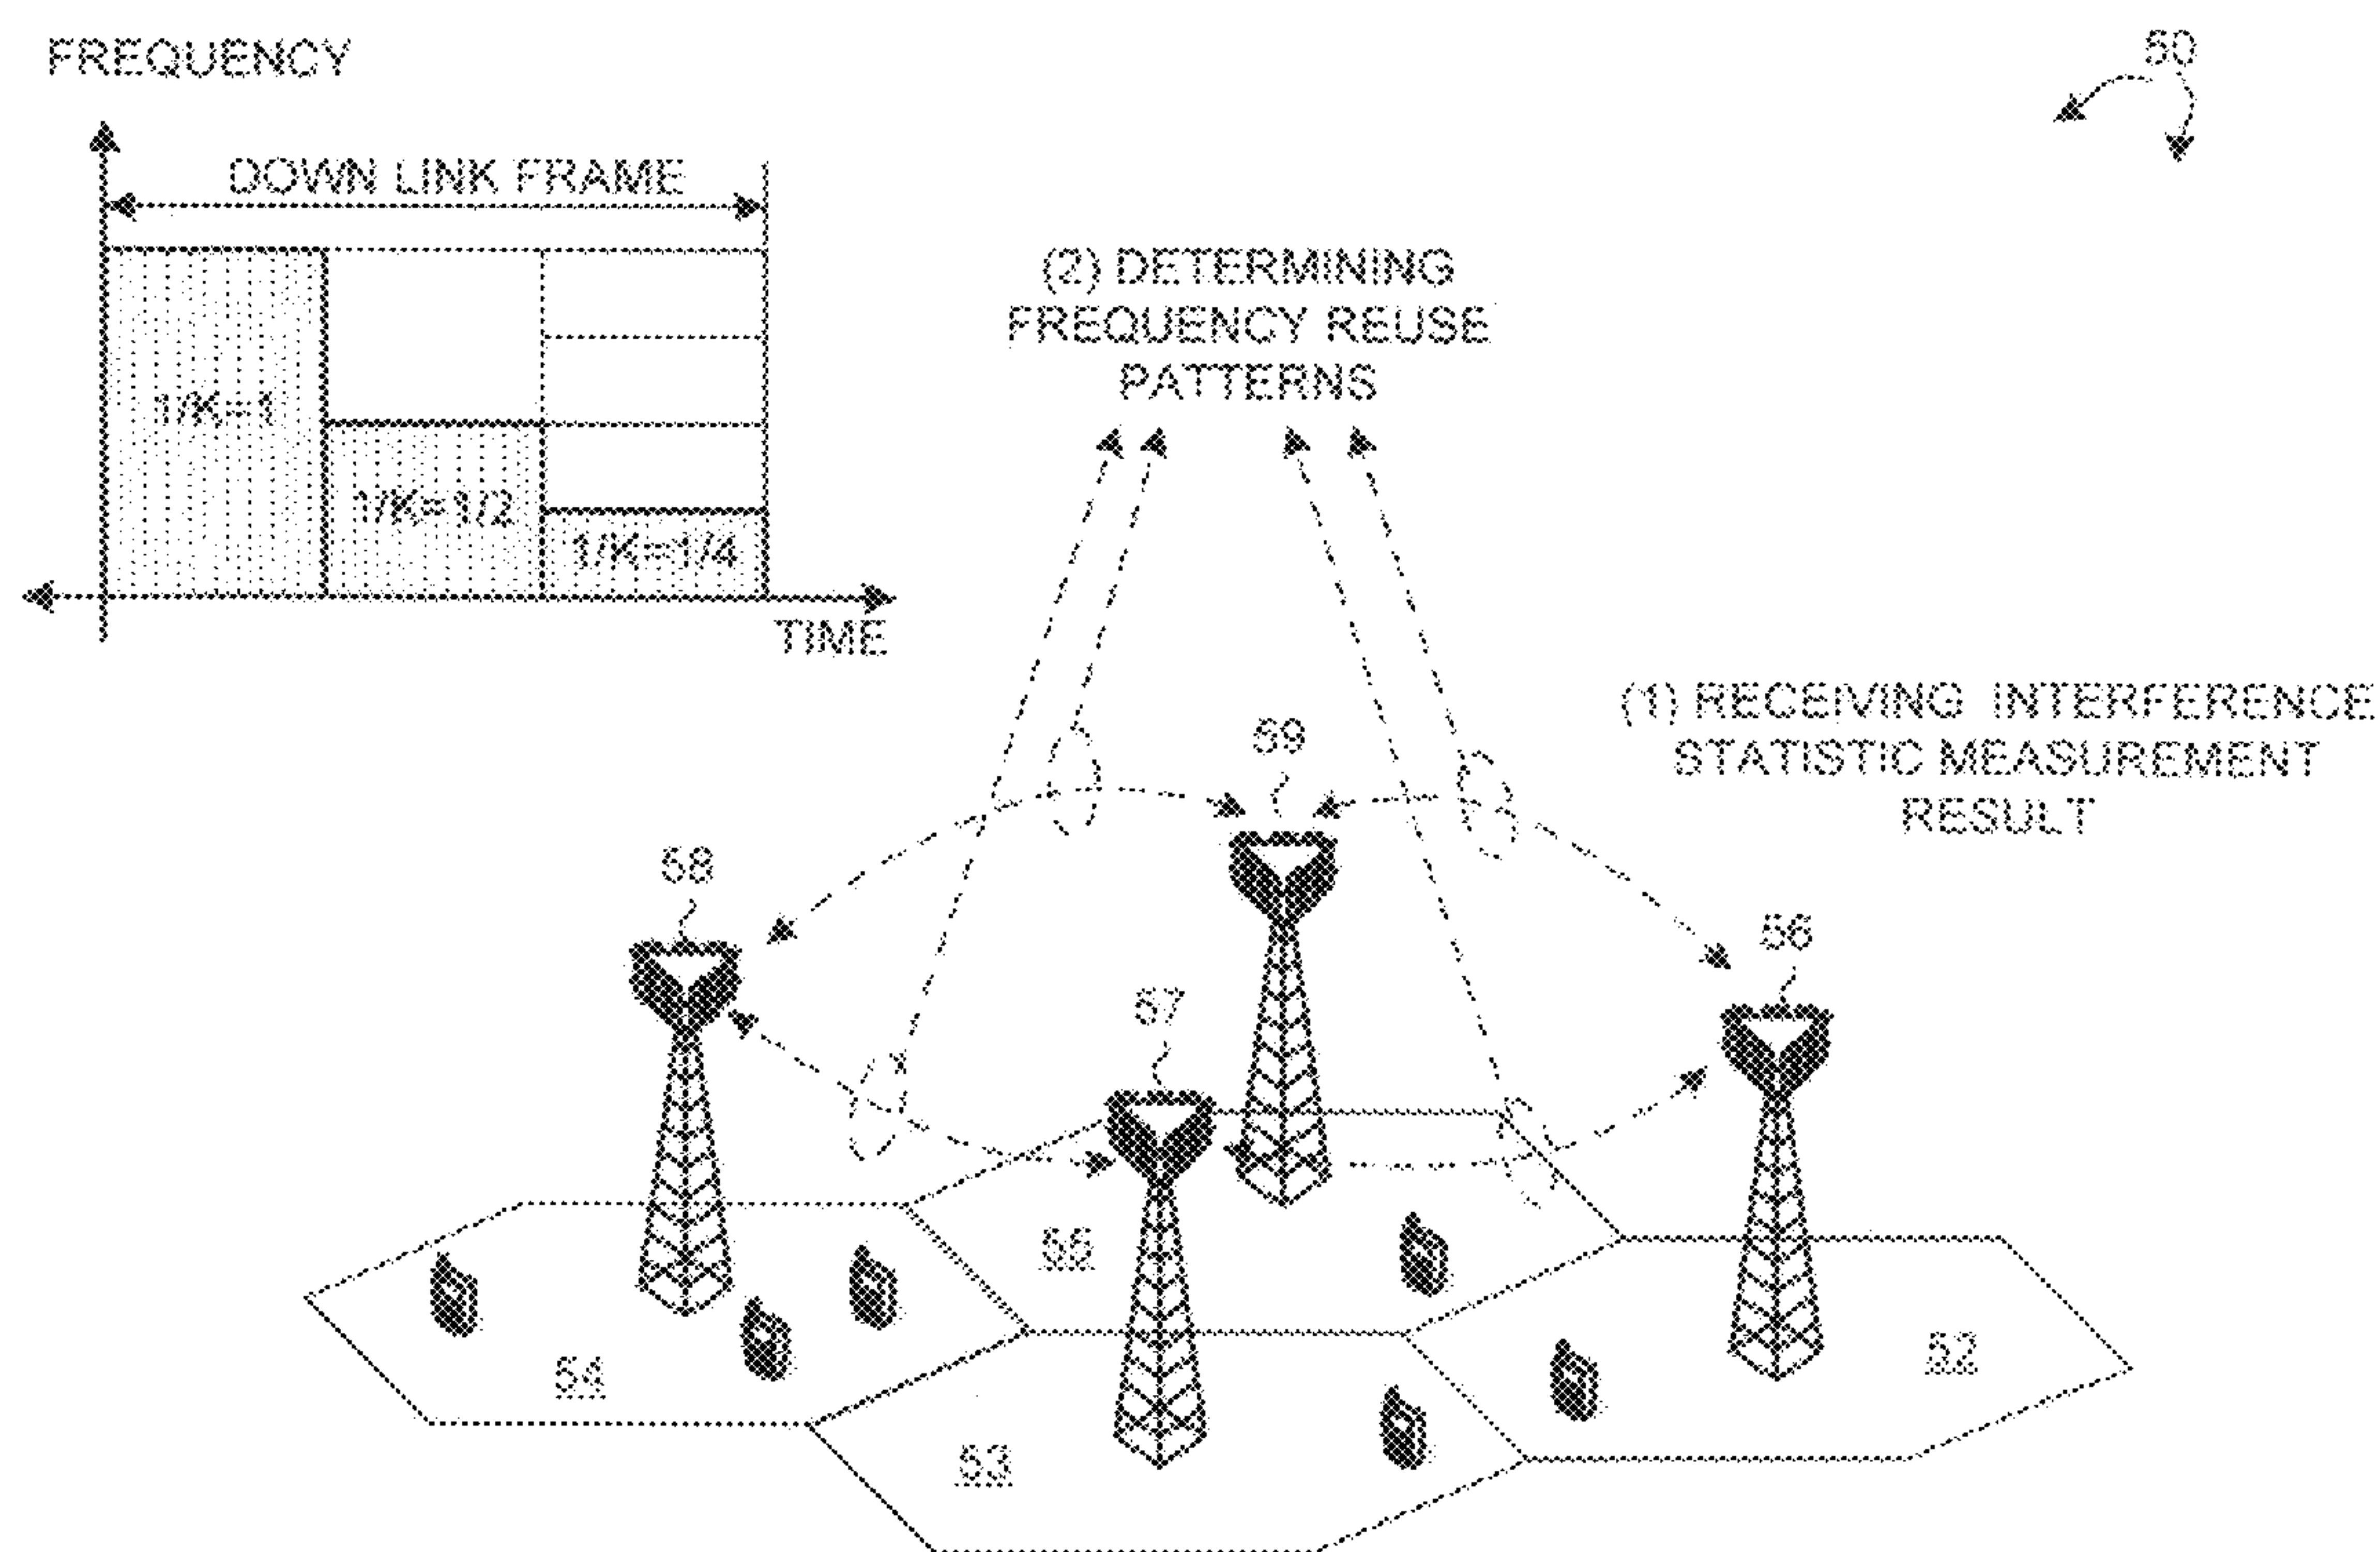 FREQUENCY
50
DOWN LINK FRAME
(2) DETERMINING
FREQUENCY REUSE
PATTERNS
1/K=1
1/K=1/2
1/K=1/4
TIME
(1) RECEIVING INTERFERENCE
STATISTIC MEASUREMENT
RESULT
59
58
56
57
55
52
54
53